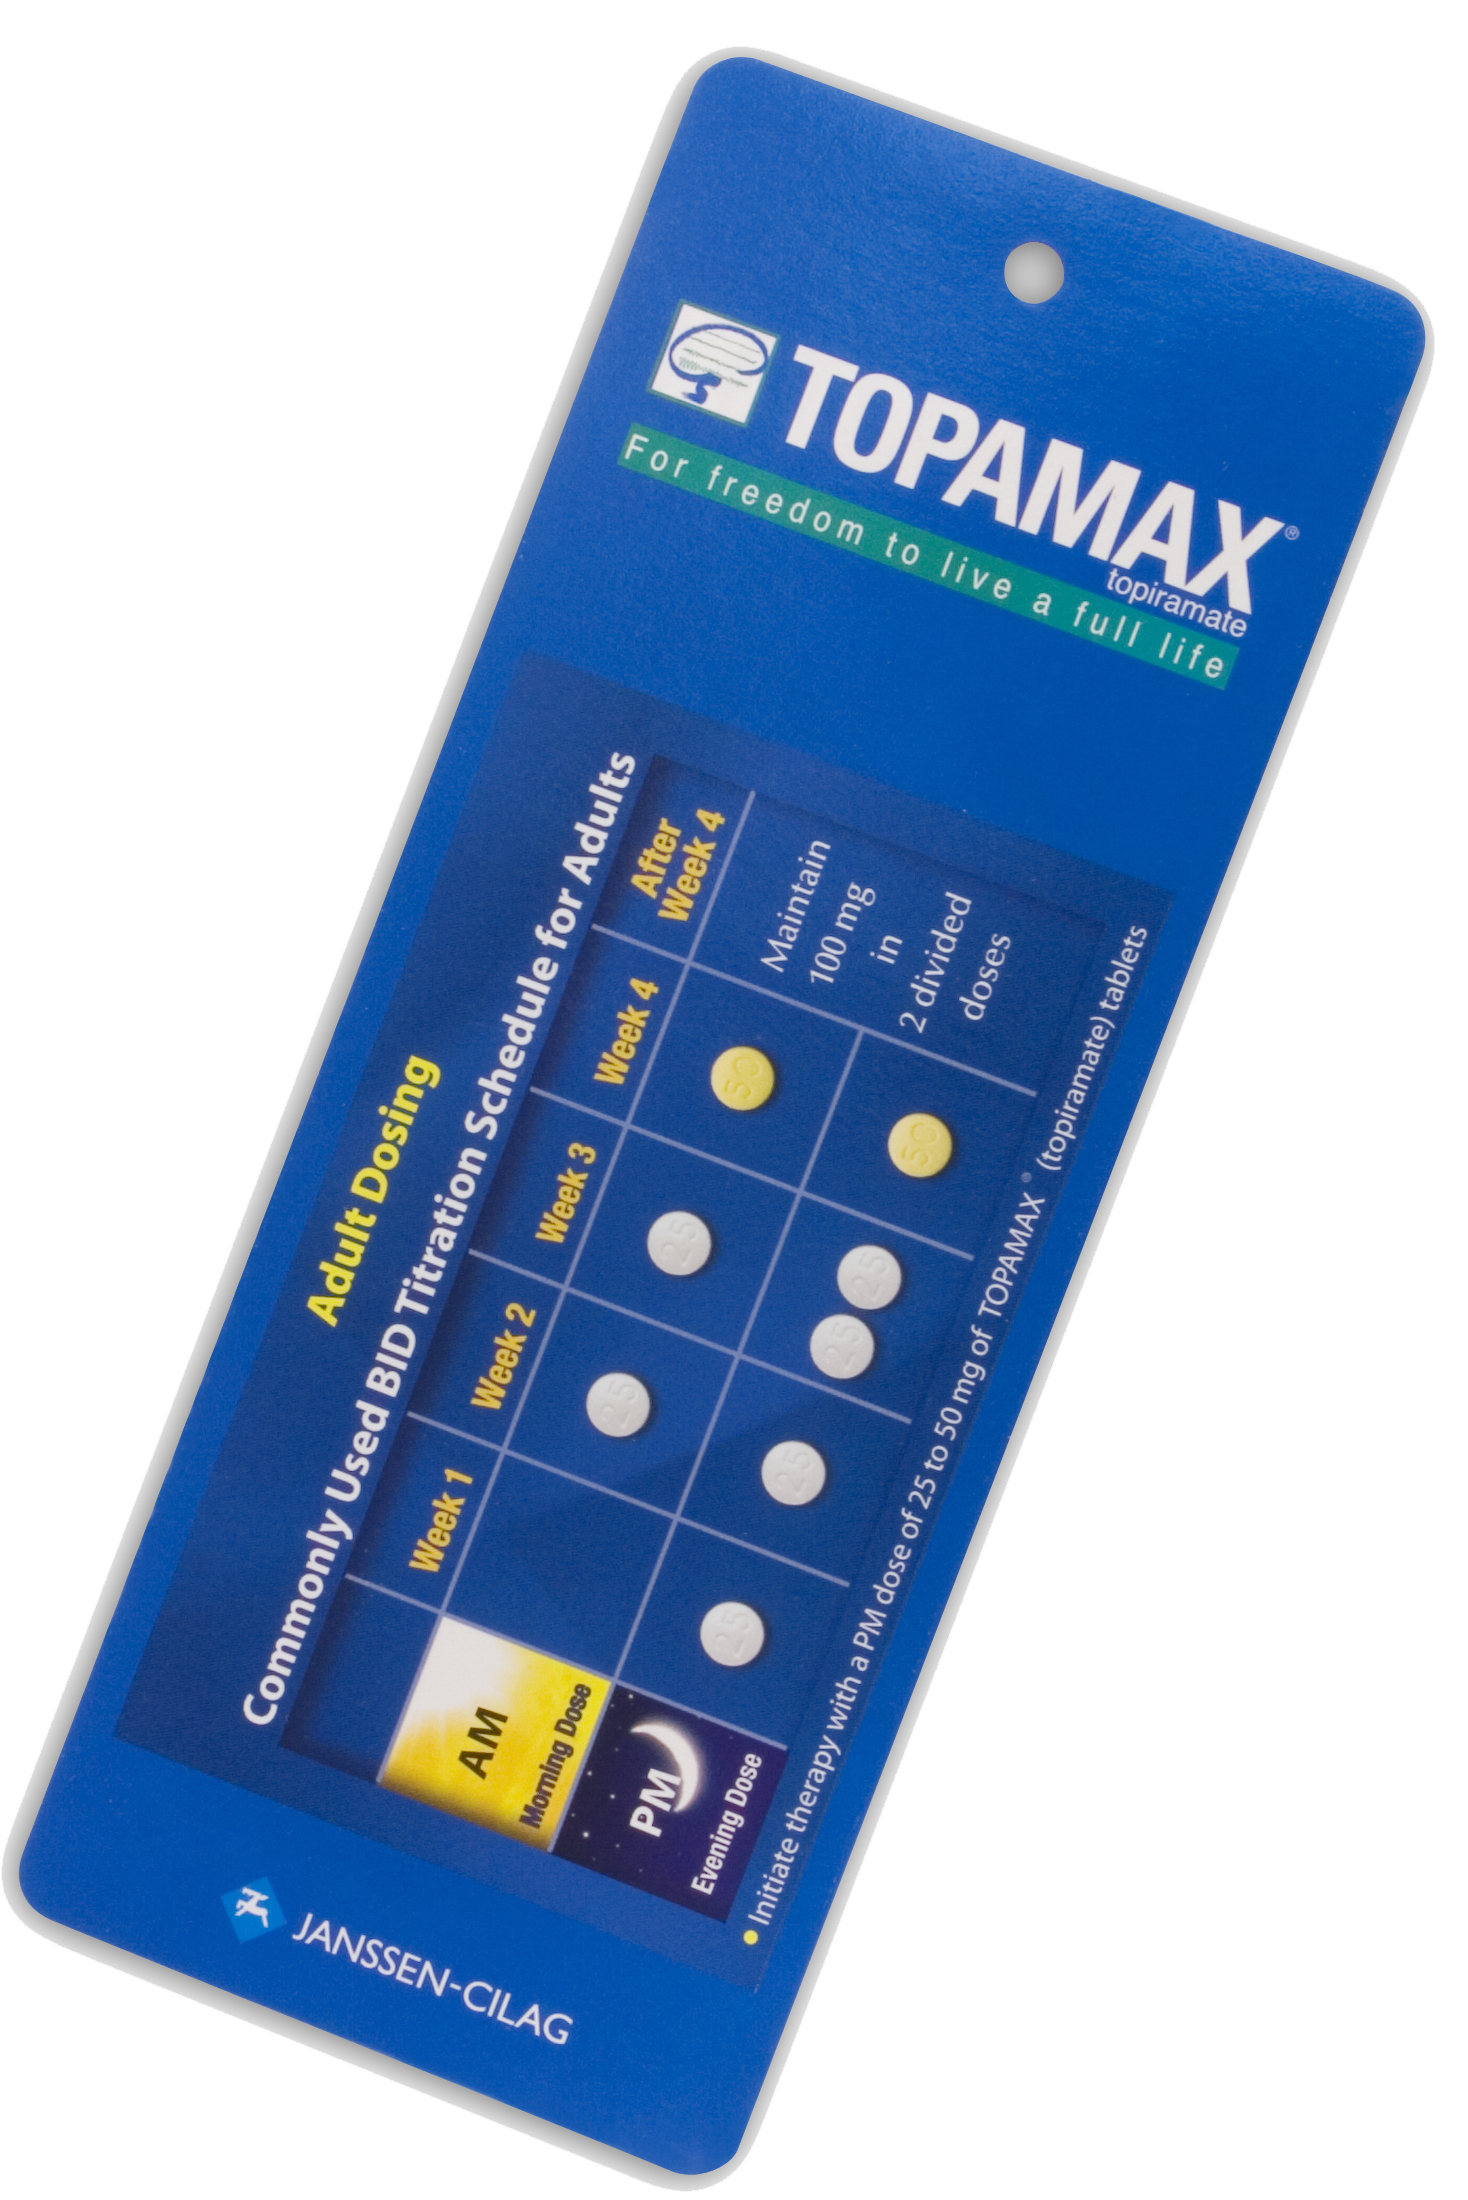 TOPAMAX®
topiramate
For freedom to live a full life
Adult Dosing
Commonly Used BID Titration Schedule for Adults
Week 1
Week 2
Week 3
Week 4
After
Week 4
AM
Morning Dose
25
25
50
Maintain
100 mg
in
2 divided
doses
PM
Evening Dose
25
25
25
25
50
• Initiate therapy with a PM dose of 25 to 50 mg of TOPAMAX® (topiramate) tablets
JANSSEN-CILAG